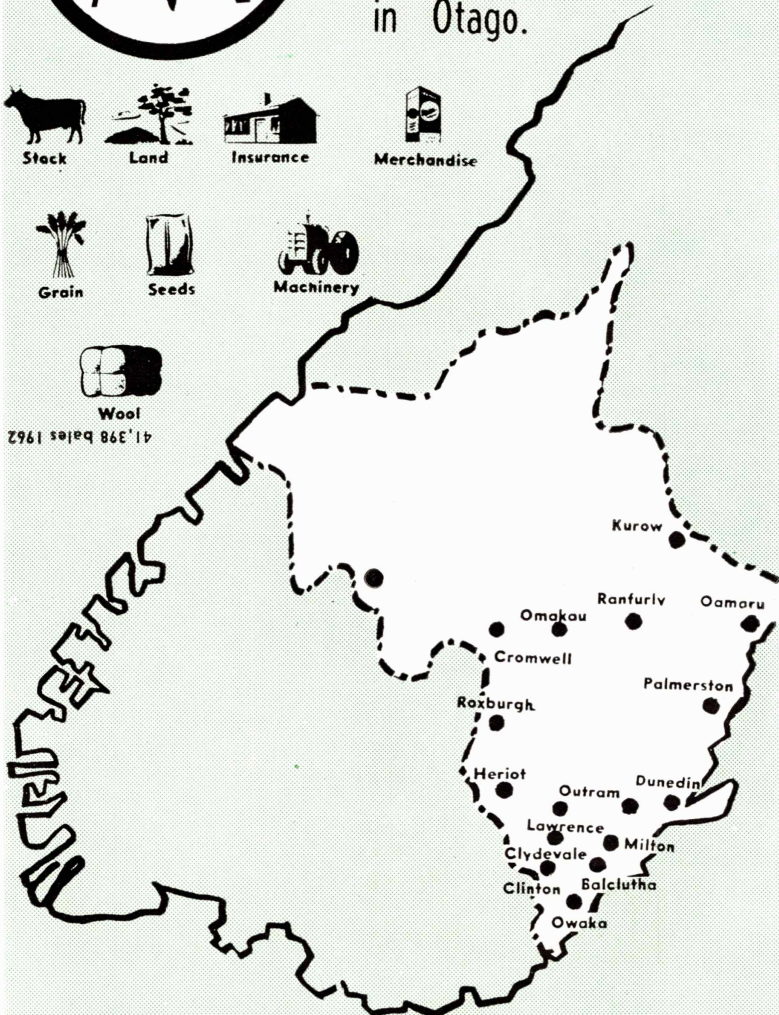 in Otago.
Stock Land Insurance Merchandise
Grain Seeds Machinery
Wool
41,398 bales 1962
Kurow
Omakau Ranfurly Oamaru
Cromwell
Palmerston
Roxburgh
Heriot Outram Dunedin
Lawrence
Clydevale Milton
Clinton Balclutha
Owaka